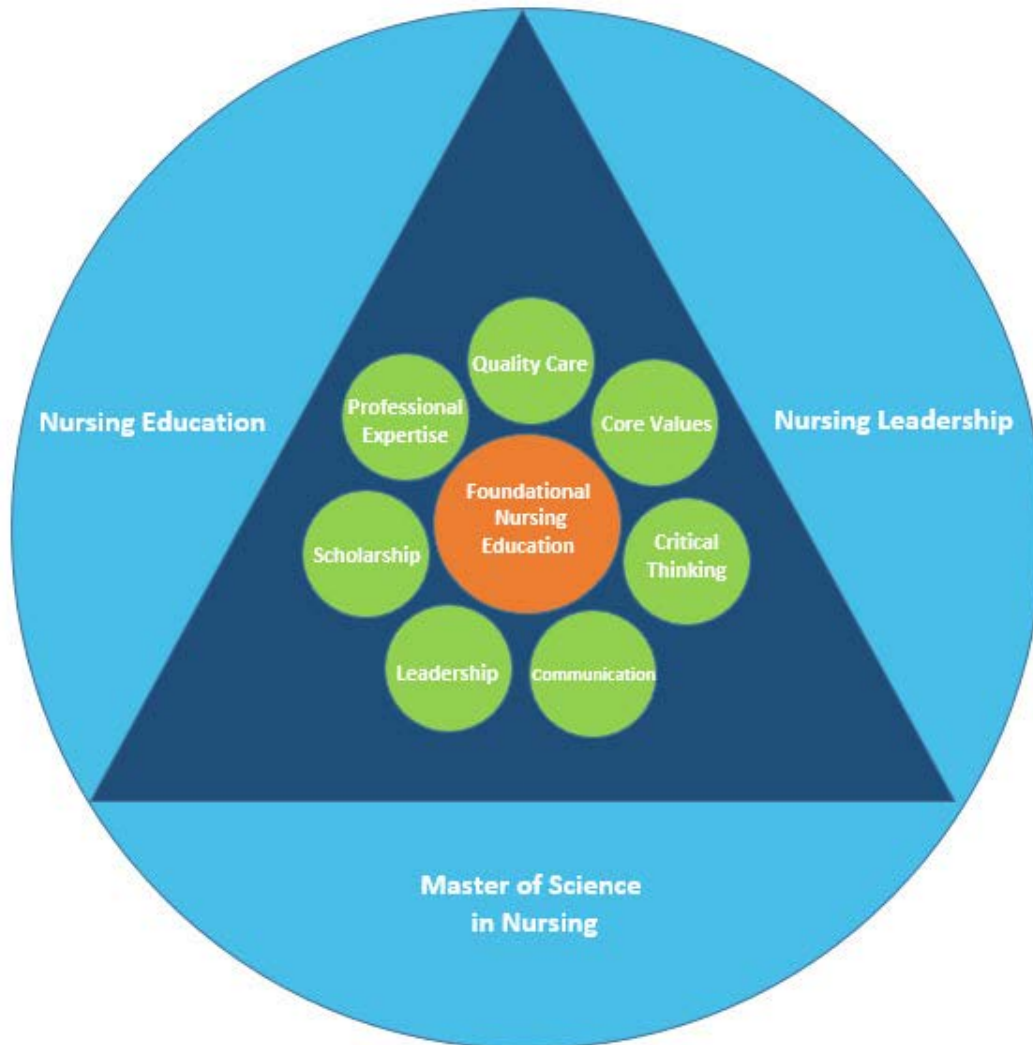 Quality Care
Professional
Expertise
Core Values
Nursing Education
Nursing Leadership
Foundational
Nursing
Education
Scholarship
Critical
Thinking
Leadership
Communication
Master of Science
in Nursing